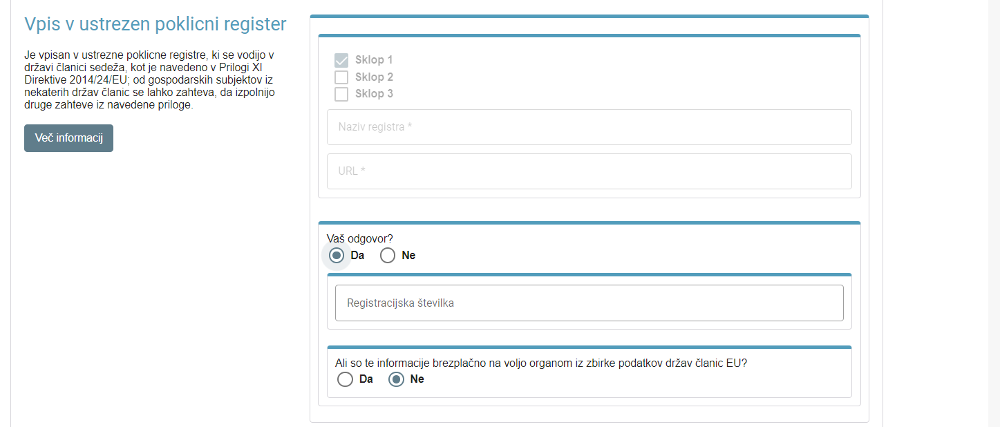 Vpis v ustrezen poklicni register
Je vpisan v ustrezne poklicne registre, ki se vodijo v
državi članici sedeža, kot je navedeno v Prilogi XI
Direktive 2014/24/EU; od gospodarskih subjektov iz
nekaterih držav članic se lahko zahteva, da izpolnijo
druge zahteve iz navedene priloge.
Več informacij
Sklop 1
Sklop 2
Sklop 3
Naziv registra *
URL *
Vaš odgovor?
Da Ne
Registracijska številka
Ali so te informacije brezplačno na voljo organom iz zbirke podatkov držav članic EU?
Da Ne